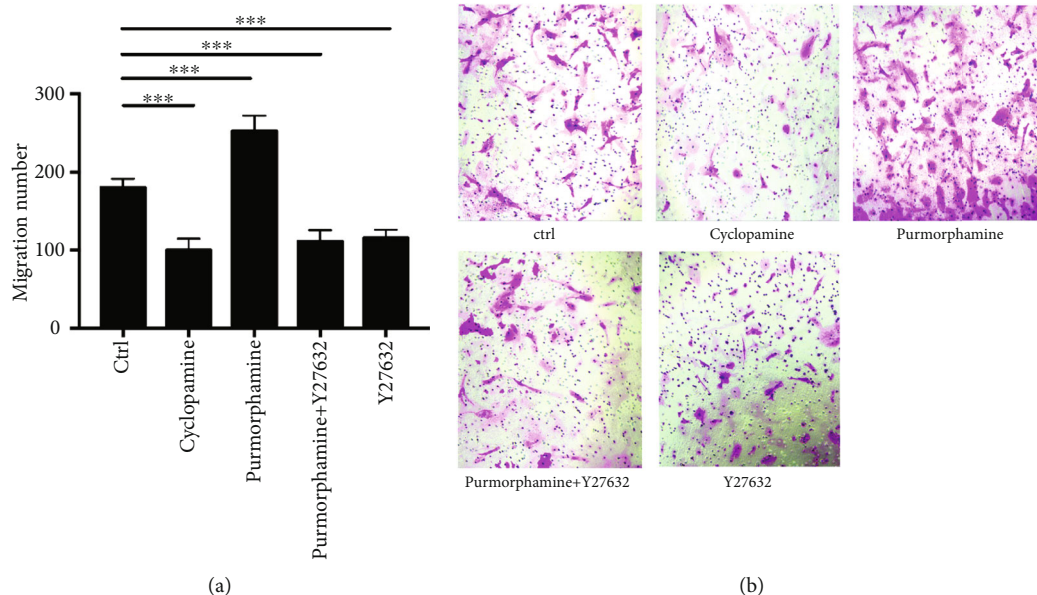 ***
***
***
***
300
200
100
0
Migration number
Ctrl
Cyclopamine
Purmorphamine
Purmorphamine+Y27632
Y27632
(a)
ctrl
Cyclopamine
Purmorphamine
Purmorphamine+Y27632
Y27632
(b)